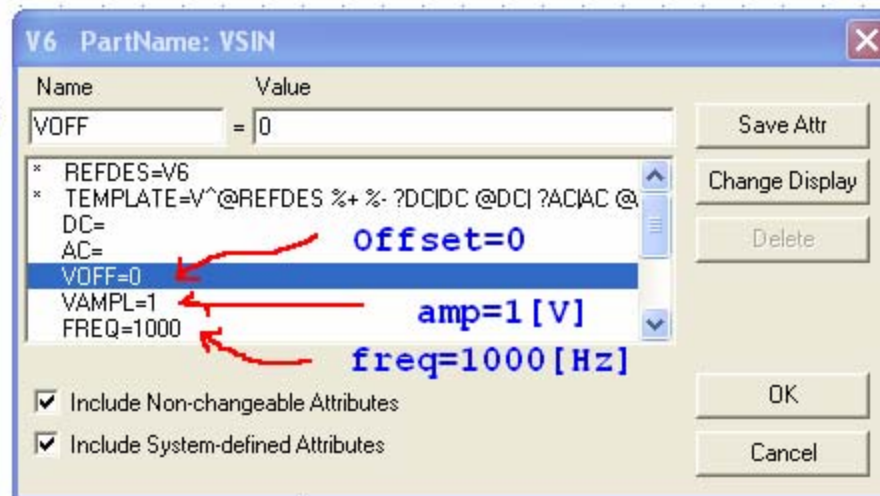 V6 PartName: VSIN
Name Value
VOFF = 0
Save Attr
* REFDES=V6
* TEMPLATE=V^@REFDES %+ %- ?DC|DC @DC| ?AC|AC @
Change Display
DC=
Offset=0
Delete
AC=
VOFF=0
VAMPL=1
amp=1[V]
FREQ=1000
freq=1000[Hz]
Include Non-changeable Attributes
OK
Include System-defined Attributes
Cancel